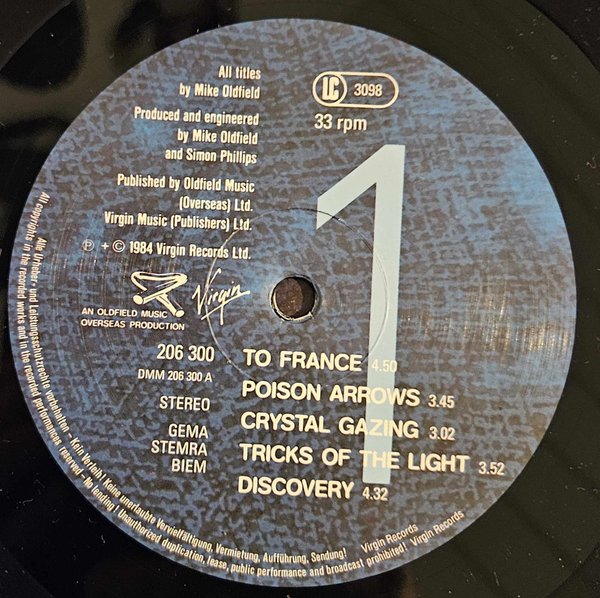 All titles
by Mike Oldfield
Produced and engineered
by Mike Oldfield
and Simon Phillips
Published by Oldfield Music
(Overseas) Ltd.
Virgin Music (Publishers) Ltd.
℗ + © 1984 Virgin Records Ltd.
LC 3098
33 rpm
1
AN OLDFIELD MUSIC
OVERSEAS PRODUCTION
Virgin
206 300
DMM 206 300 A
STEREO
GEMA
STEMRA
BIEM
TO FRANCE 4.50
POISON ARROWS 3.45
CRYSTAL GAZING 3.02
TRICKS OF THE LIGHT 3.52
DISCOVERY 4.32
Alle Urheber- und Leistungsschutzrechte vorbehalten - Kein Verleih! Keine unerlaubte Vervielfältigung, Vermietung, Aufführung, Sendung! Virgin Records
All copyrights in the recorded works and in the recorded performances reserved - No lending! Unauthorized duplication, lease, public performance and broadcast prohibited! Virgin Records